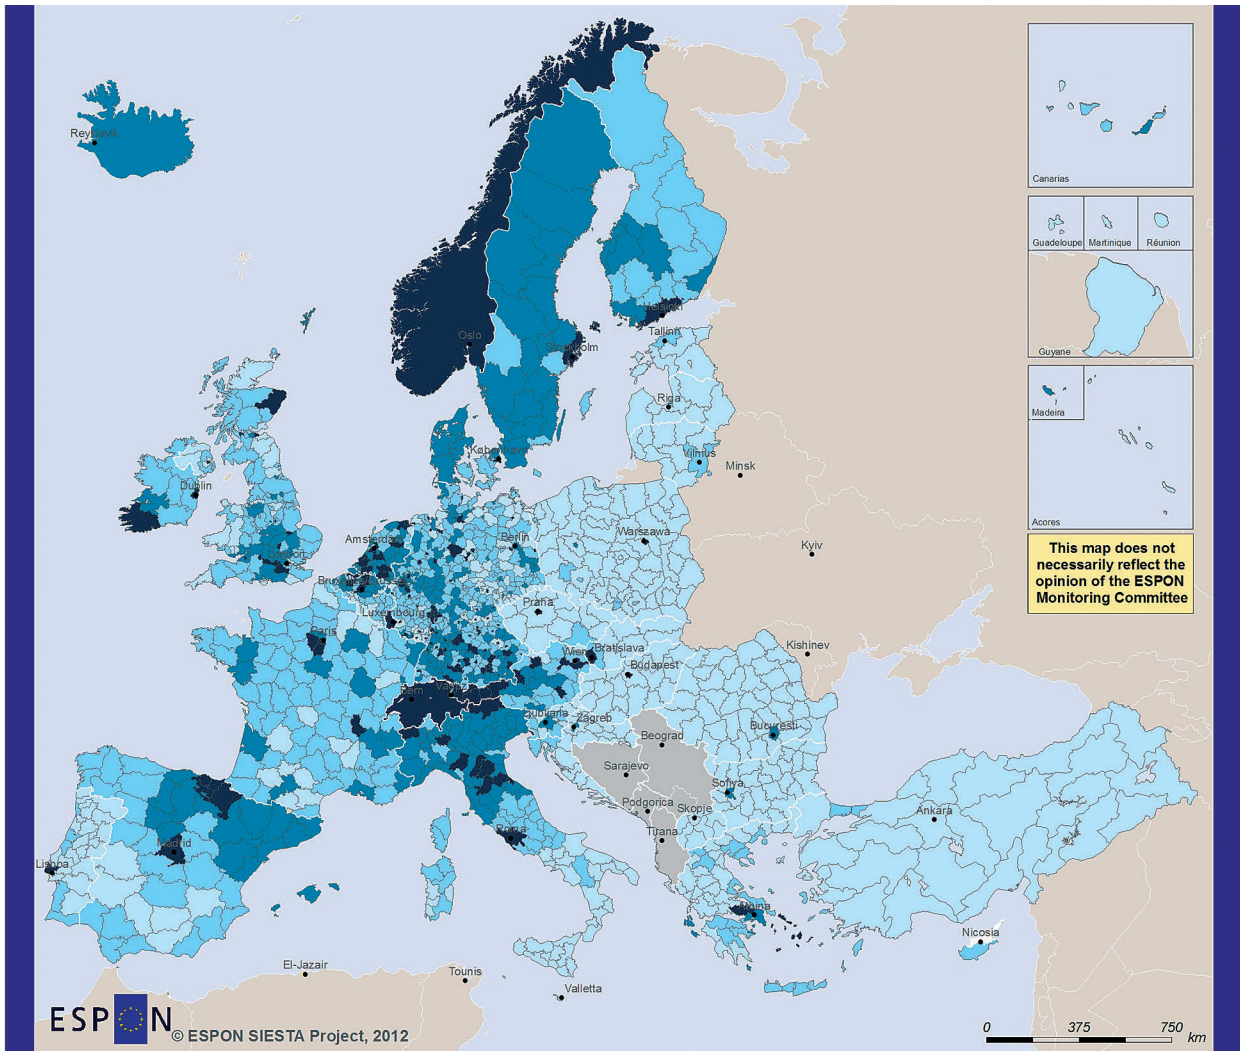 Reykjavik
Canarias
Guadeloupe
Martinique
Réunion
Guyane
Madeira
Acores
This map does not
necessarily reflect the
opinion of the ESPON
Monitoring Committee
Oslo
Helsinki
Tallinn
Stockholm
Riga
København
Vilnius
Minsk
Dublin
London
Amsterdam
Berlin
Warszawa
Kyiv
Luxembourg
Praha
Paris
Wien
Bratislava
Kishinev
Budapest
Bern
Vaduz
Ljubljana
Zagreb
Beograd
Bucuresti
Sarajevo
Sofiya
Podgorica
Skopje
Tirana
Ankara
Madrid
Roma
Lisboa
Athina
Nicosia
El-Jazair
Tounis
Valletta
ESPON
© ESPON SIESTA Project, 2012
0 375 750
km